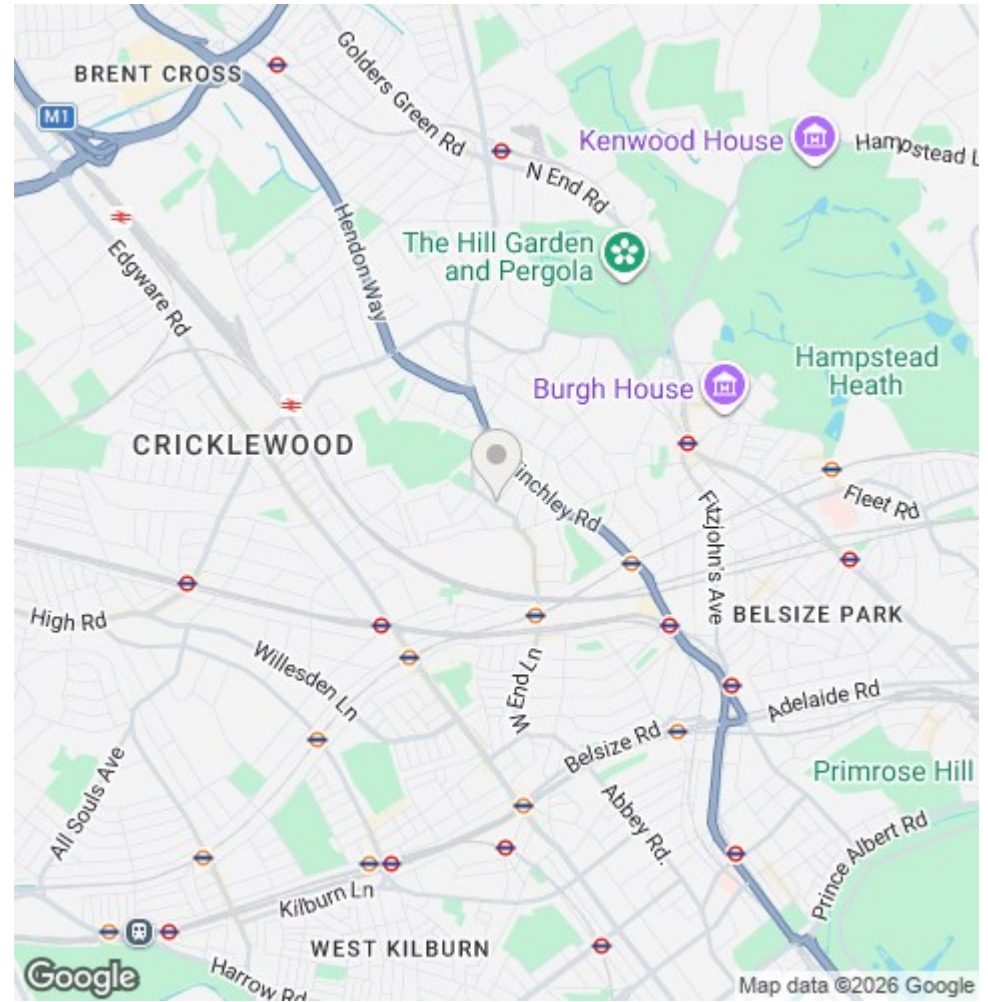 BRENT CROSS
M1
Golders Green Rd
Kenwood House
Hampstead L
N End Rd
Hendon Way
The Hill Garden
and Pergola
Edgware Rd
Hampstead
Heath
Burgh House
CRICKLEWOOD
inchley Rd
Fleet Rd
Fitzjohn's Ave
High Rd
BELSIZE PARK
Willesden Ln
W End Ln
Adelaide Rd
Belsize Rd
Primrose Hill
All Souls Ave
Abbey Rd.
Prince Albert Rd
Kilburn Ln
WEST KILBURN
Harrow Rd
Google
Map data ©2026 Google